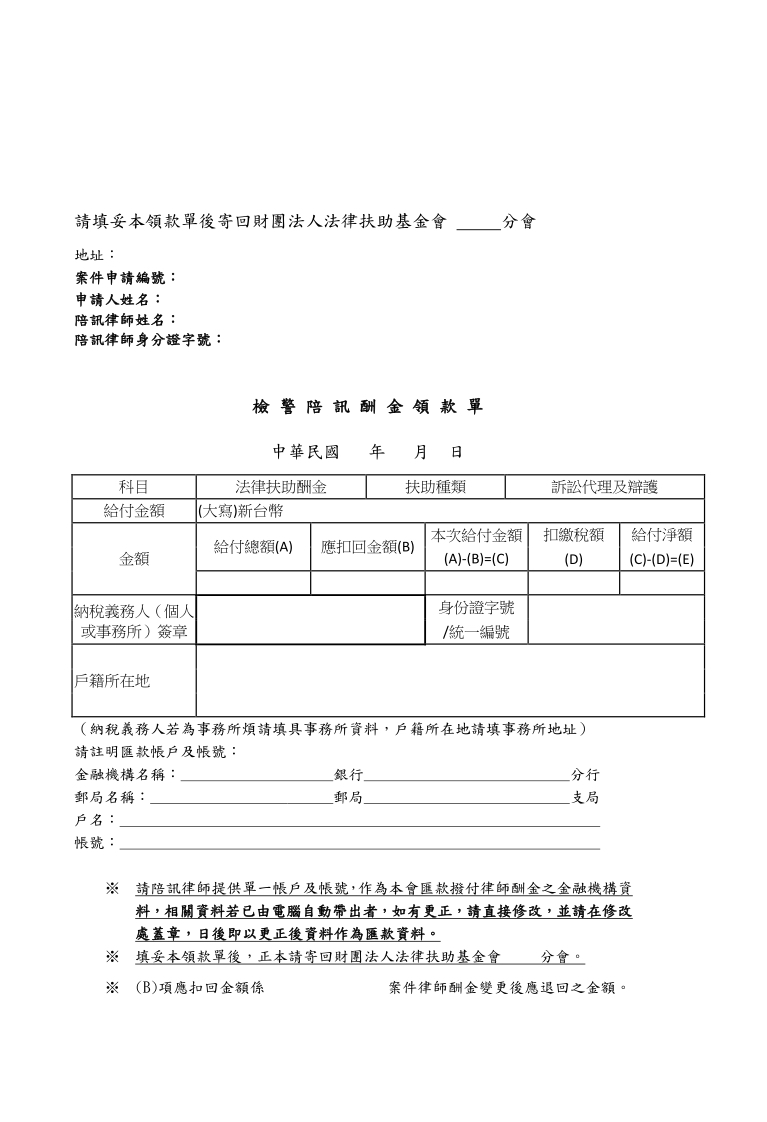 請填妥本領款單後寄回財團法人法律扶助基金會 _____分會
地址：
案件申請編號：
申請人姓名：
陪訊律師姓名：
陪訊律師身分證字號：
檢 警 陪 訊 酬 金 領 款 單
中華民國 年 月 日
科目 法律扶助酬金 扶助種類 訴訟代理及辯護
給付金額 (大寫)新台幣
金額 給付總額(A) 應扣回金額(B) 本次給付金額 (A)-(B)=(C) 扣繳稅額 (D) 給付淨額 (C)-(D)=(E)
納稅義務人（個人 或事務所）簽章 身份證字號 /統一編號
戶籍所在地
（納稅義務人若為事務所煩請填具事務所資料，戶籍所在地請填事務所地址）
請註明匯款帳戶及帳號：
金融機構名稱：____________________銀行___________________________分行
郵局名稱：________________________郵局___________________________支局
戶名：_______________________________________________________________
帳號：_______________________________________________________________
※ 請陪訊律師提供單一帳戶及帳號，作為本會匯款撥付律師酬金之金融機構資
料，相關資料若已由電腦自動帶出者，如有更正，請直接修改，並請在修改
處蓋章，日後即以更正後資料作為匯款資料。
※ 填妥本領款單後，正本請寄回財團法人法律扶助基金會 分會。
※ (B)項應扣回金額係 案件律師酬金變更後應退回之金額。